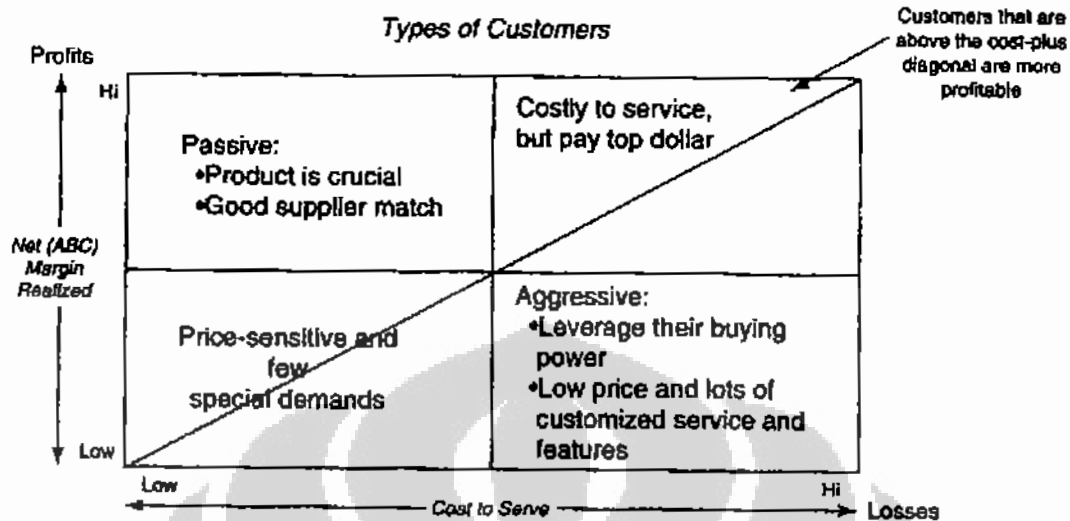 Types of Customers
Customers that are
above the cost-plus
diagonal are more
profitable
Profits
Hi
Passive:
•Product is crucial
•Good supplier match
Costly to service,
but pay top dollar
Net (ABC)
Margin
Realized
Price-sensitive and
few
special demands
Aggressive:
•Leverage their buying
power
•Low price and lots of
customized service and
features
Low
Low
Cost to Serve
Hi
Losses